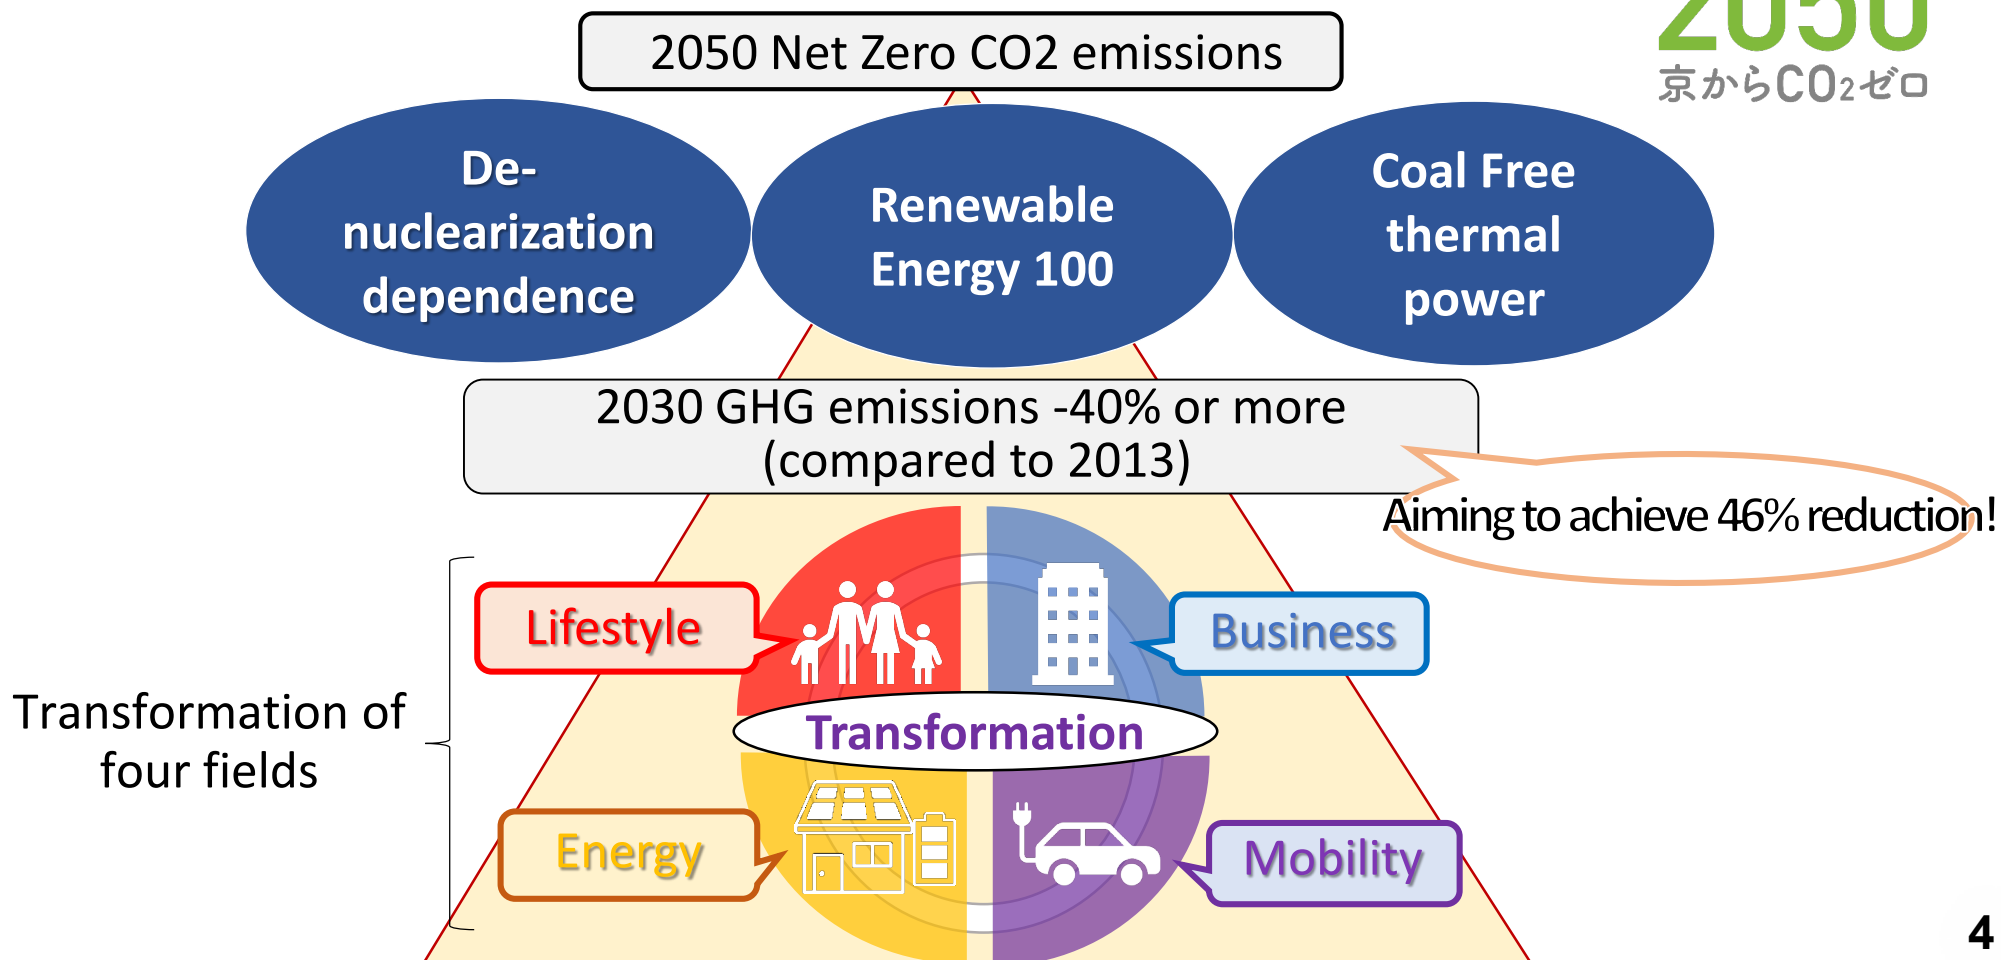 2050 Net Zero CO2 emissions
2050
京からCO2ゼロ
De-
nuclearization
dependence
Renewable
Energy 100
Coal Free
thermal
power
2030 GHG emissions -40% or more
(compared to 2013)
Aiming to achieve 46% reduction!
Lifestyle
Business
Transformation of
four fields
Transformation
Energy
Mobility
4